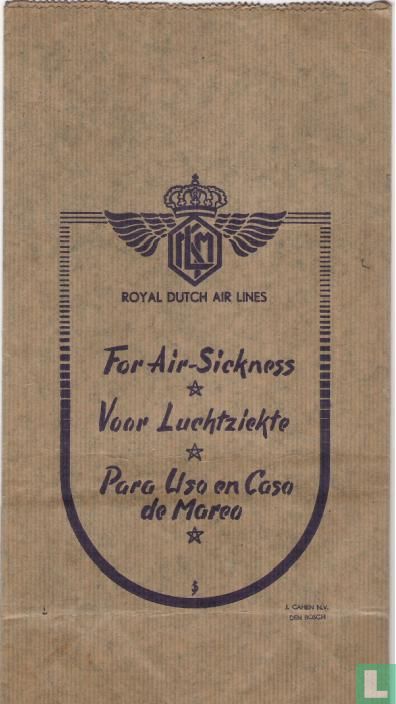 KLM
ROYAL DUTCH AIR LINES
For Air-Sickness
Voor Luchtziekte
Para Uso en Caso
de Mareo
J. CAHEN N.V.
DEN BOSCH
L